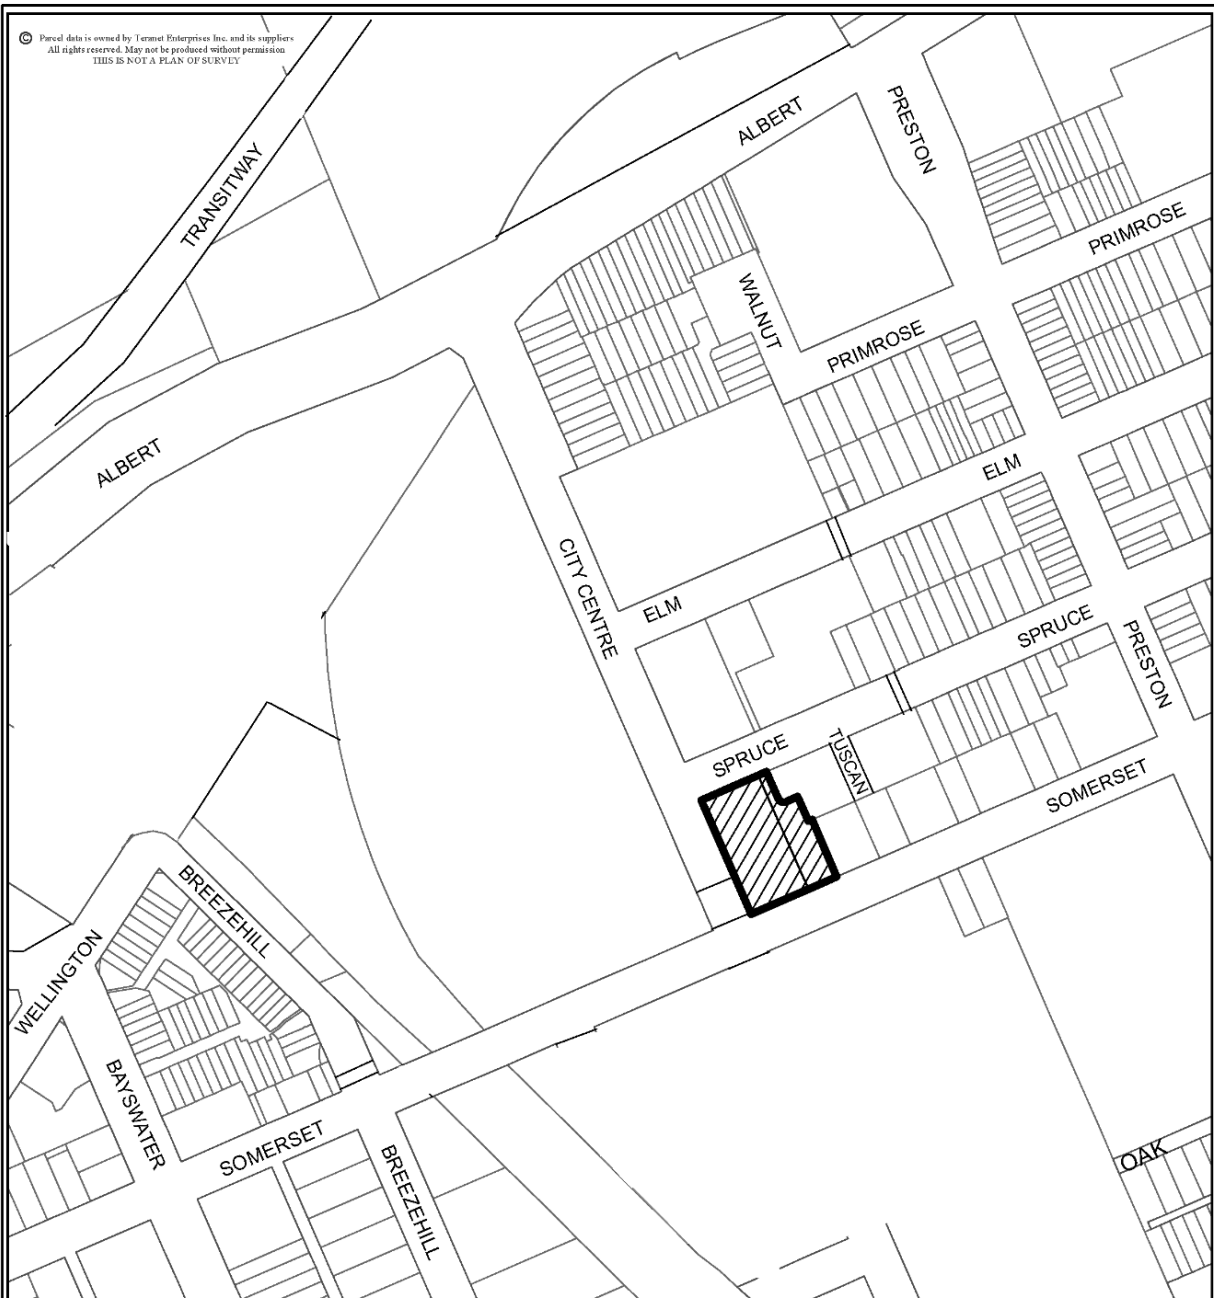 © Parcel data is owned by Teranet Enterprises Inc. and its suppliers
All rights reserved. May not be produced without permission
THIS IS NOT A PLAN OF SURVEY
ALBERT
PRESTON
TRANSITWAY
PRIMROSE
WALNUT
PRIMROSE
ALBERT
ELM
CITY CENTRE
ELM
SPRUCE
PRESTON
SPRUCE
TUSCAN
SOMERSET
BREEZEHILL
WELLINGTON
BAYSWATER
SOMERSET
BREEZEHILL
OAK